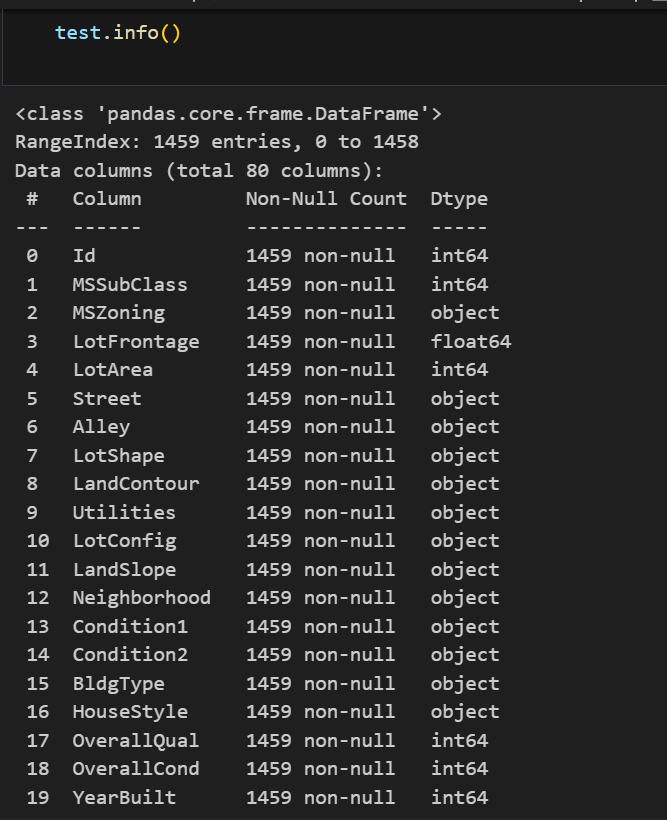 test.info()
<class 'pandas.core.frame.DataFrame'>
RangeIndex: 1459 entries, 0 to 1458
Data columns (total 80 columns):
 #   Column         Non-Null Count  Dtype
---  ------         --------------  -----
 0   Id             1459 non-null   int64
 1   MSSubClass     1459 non-null   int64
 2   MSZoning       1459 non-null   object
 3   LotFrontage    1459 non-null   float64
 4   LotArea        1459 non-null   int64
 5   Street         1459 non-null   object
 6   Alley          1459 non-null   object
 7   LotShape       1459 non-null   object
 8   LandContour    1459 non-null   object
 9   Utilities      1459 non-null   object
 10  LotConfig      1459 non-null   object
 11  LandSlope      1459 non-null   object
 12  Neighborhood   1459 non-null   object
 13  Condition1     1459 non-null   object
 14  Condition2     1459 non-null   object
 15  BldgType       1459 non-null   object
 16  HouseStyle     1459 non-null   object
 17  OverallQual    1459 non-null   int64
 18  OverallCond    1459 non-null   int64
 19  YearBuilt      1459 non-null   int64